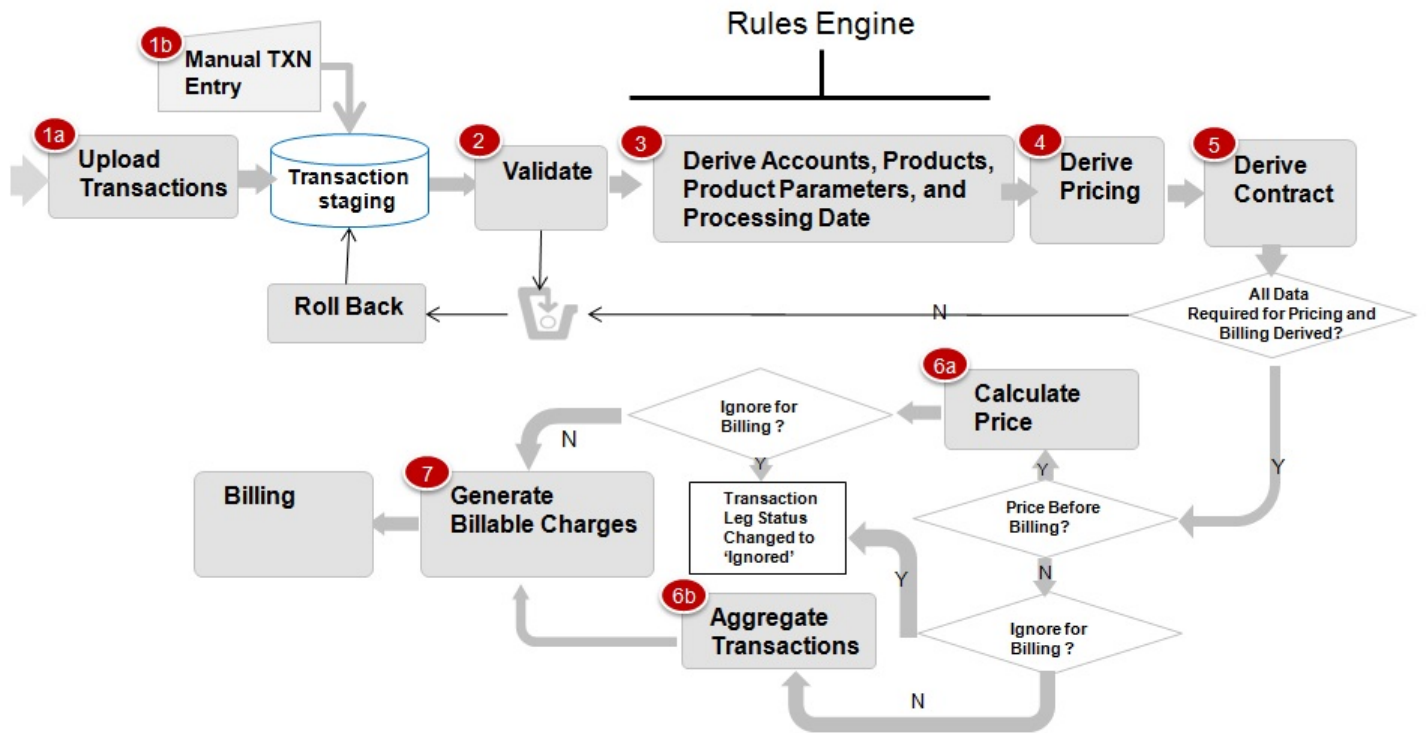 Rules Engine
1b
Manual TXN
Entry
1a
Upload
Transactions
Transaction
staging
2
Validate
3
Derive Accounts, Products,
Product Parameters, and
Processing Date
4
Derive
Pricing
5
Derive
Contract
Roll Back
N
All Data
Required for Pricing and
Billing Derived?
6a
Calculate
Price
Ignore for
Billing ?
N
Y
Y
Y
7
Generate
Billable Charges
Billing
Transaction
Leg Status
Changed to
‘Ignored’
Price Before
Billing?
N
Y
6b
Aggregate
Transactions
Ignore for
Billing ?
N